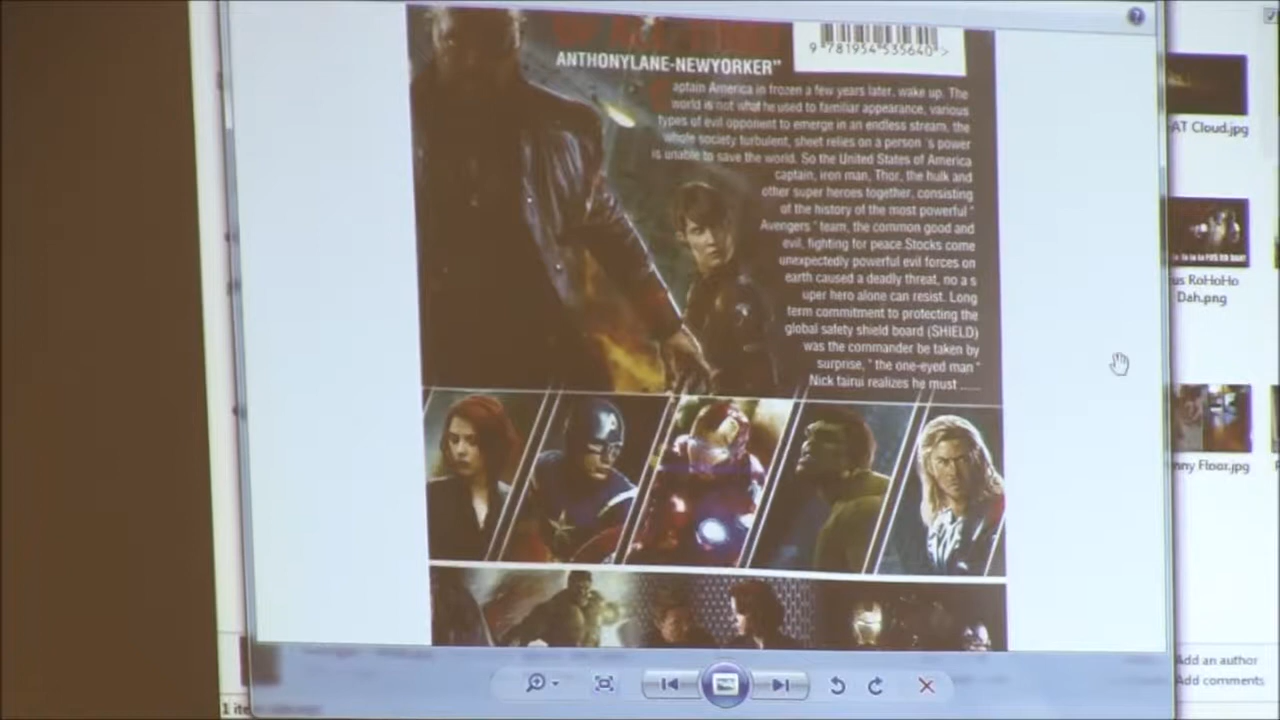 9 781954 535640 >
ANTHONYLANE-NEWYORKER"
aptain America in frozen a few years later, wake up. The
world is not what he used to familiar appearance, various
types of evil opponent to emerge in an endless stream, the
whole society turbulent, sheet relies on a person 's power
is unable to save the world. So the United States of America
captain, iron man, Thor, the hulk and
other super heroes together, consisting
of the history of the most powerful "
Avengers " team, the common good and
evil, fighting for peace.Stocks come
unexpectedly powerful evil forces on
earth caused a deadly threat, no a s
uper hero alone can resist. Long
term commitment to protecting the
global safety shield board (SHIELD)
was the commander be taken by
surprise, " the one-eyed man "
Nick fairui realizes he must ......
AT Cloud.jpg
us RoHoHo
Dah.png
nny Floor.jpg
Add an author
Add comments
1 ite